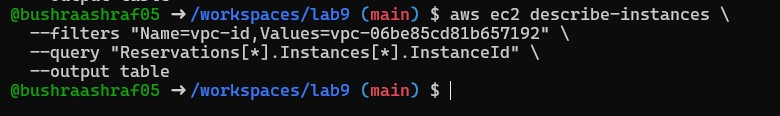 @bushraashraf05 → /workspaces/lab9 (main) $ aws ec2 describe-instances \
--filters "Name=vpc-id,Values=vpc-06be85cd81b657192" \
--query "Reservations[*].Instances[*].InstanceId" \
--output table
@bushraashraf05 → /workspaces/lab9 (main) $